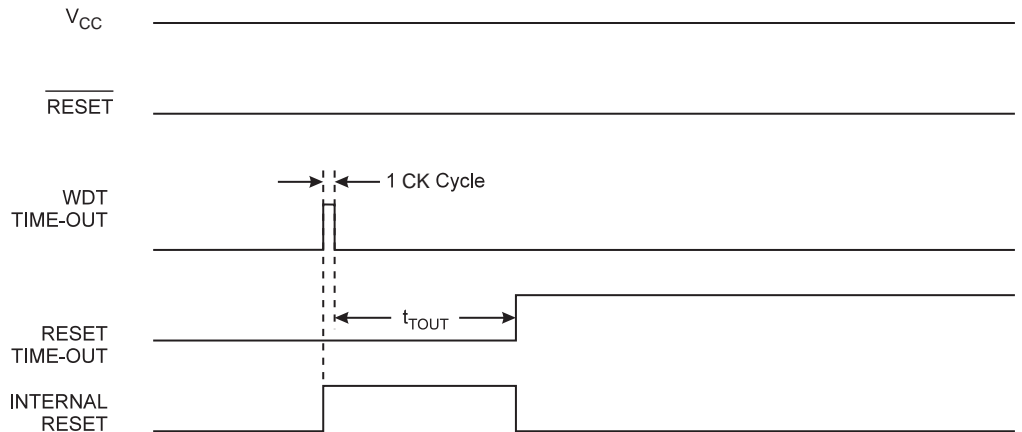 VCC
RESET
1 CK Cycle
WDT
TIME-OUT
tTOUT
RESET
TIME-OUT
INTERNAL
RESET